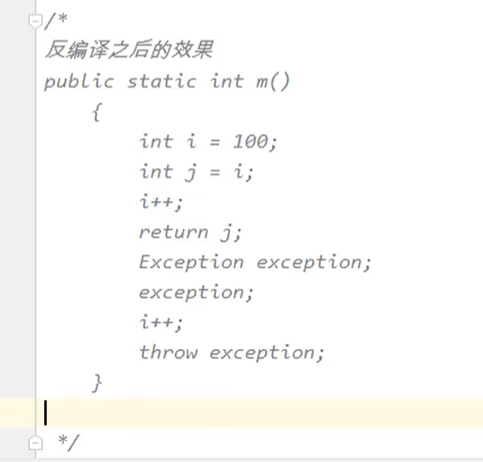 /*
反编译之后的效果
public static int m()
{
int i = 100;
int j = i;
i++;
return j;
Exception exception;
exception;
i++;
throw exception;
}
*/